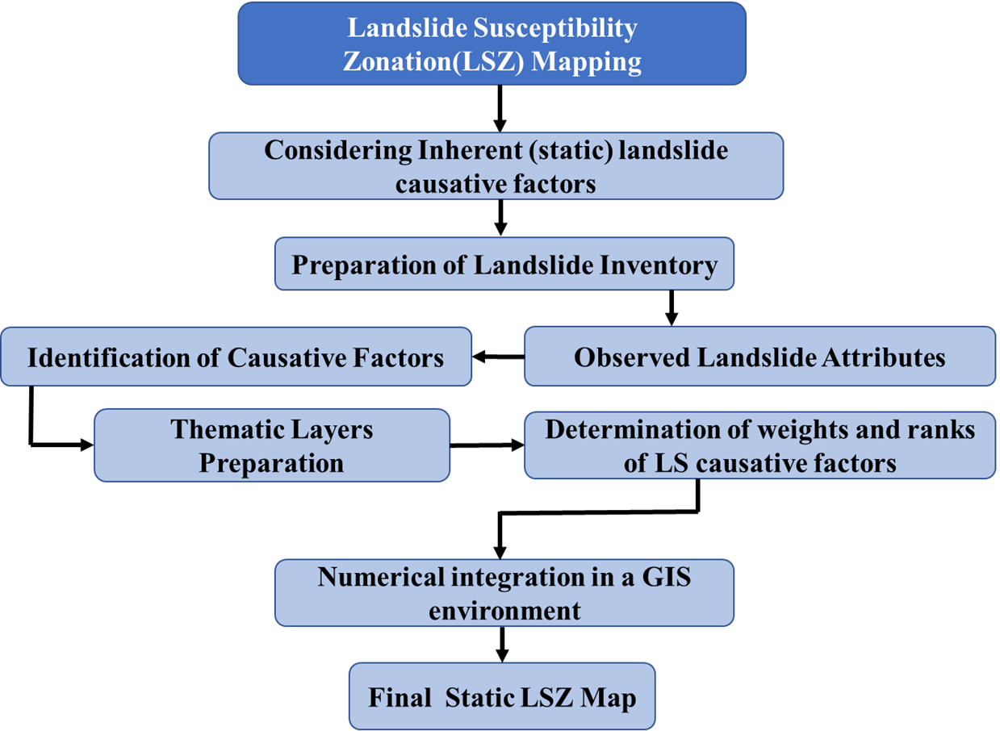 Landslide Susceptibility
Zonation(LSZ) Mapping
Considering Inherent (static) landslide
causative factors
Preparation of Landslide Inventory
Observed Landslide Attributes
Identification of Causative Factors
Thematic Layers
Preparation
Determination of weights and ranks
of LS causative factors
Numerical integration in a GIS
environment
Final  Static LSZ Map